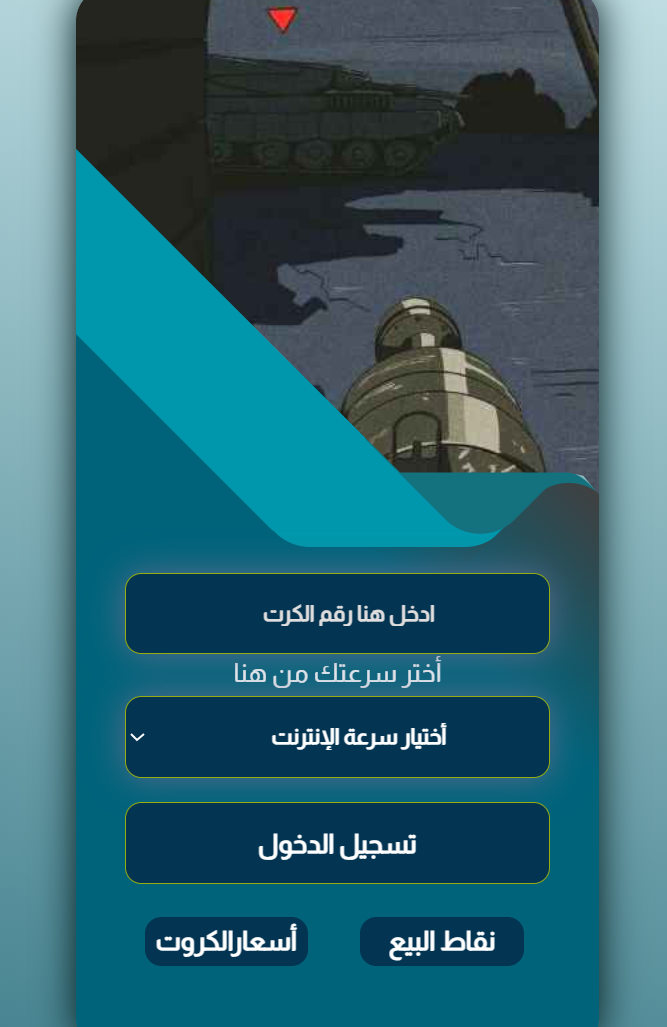 ادخل هنا رقم الكرت
أختر سرعتك من هنا
أختيار سرعة الإنترنت
تسجيل الدخول
نقاط البيع
أسعارالكروت